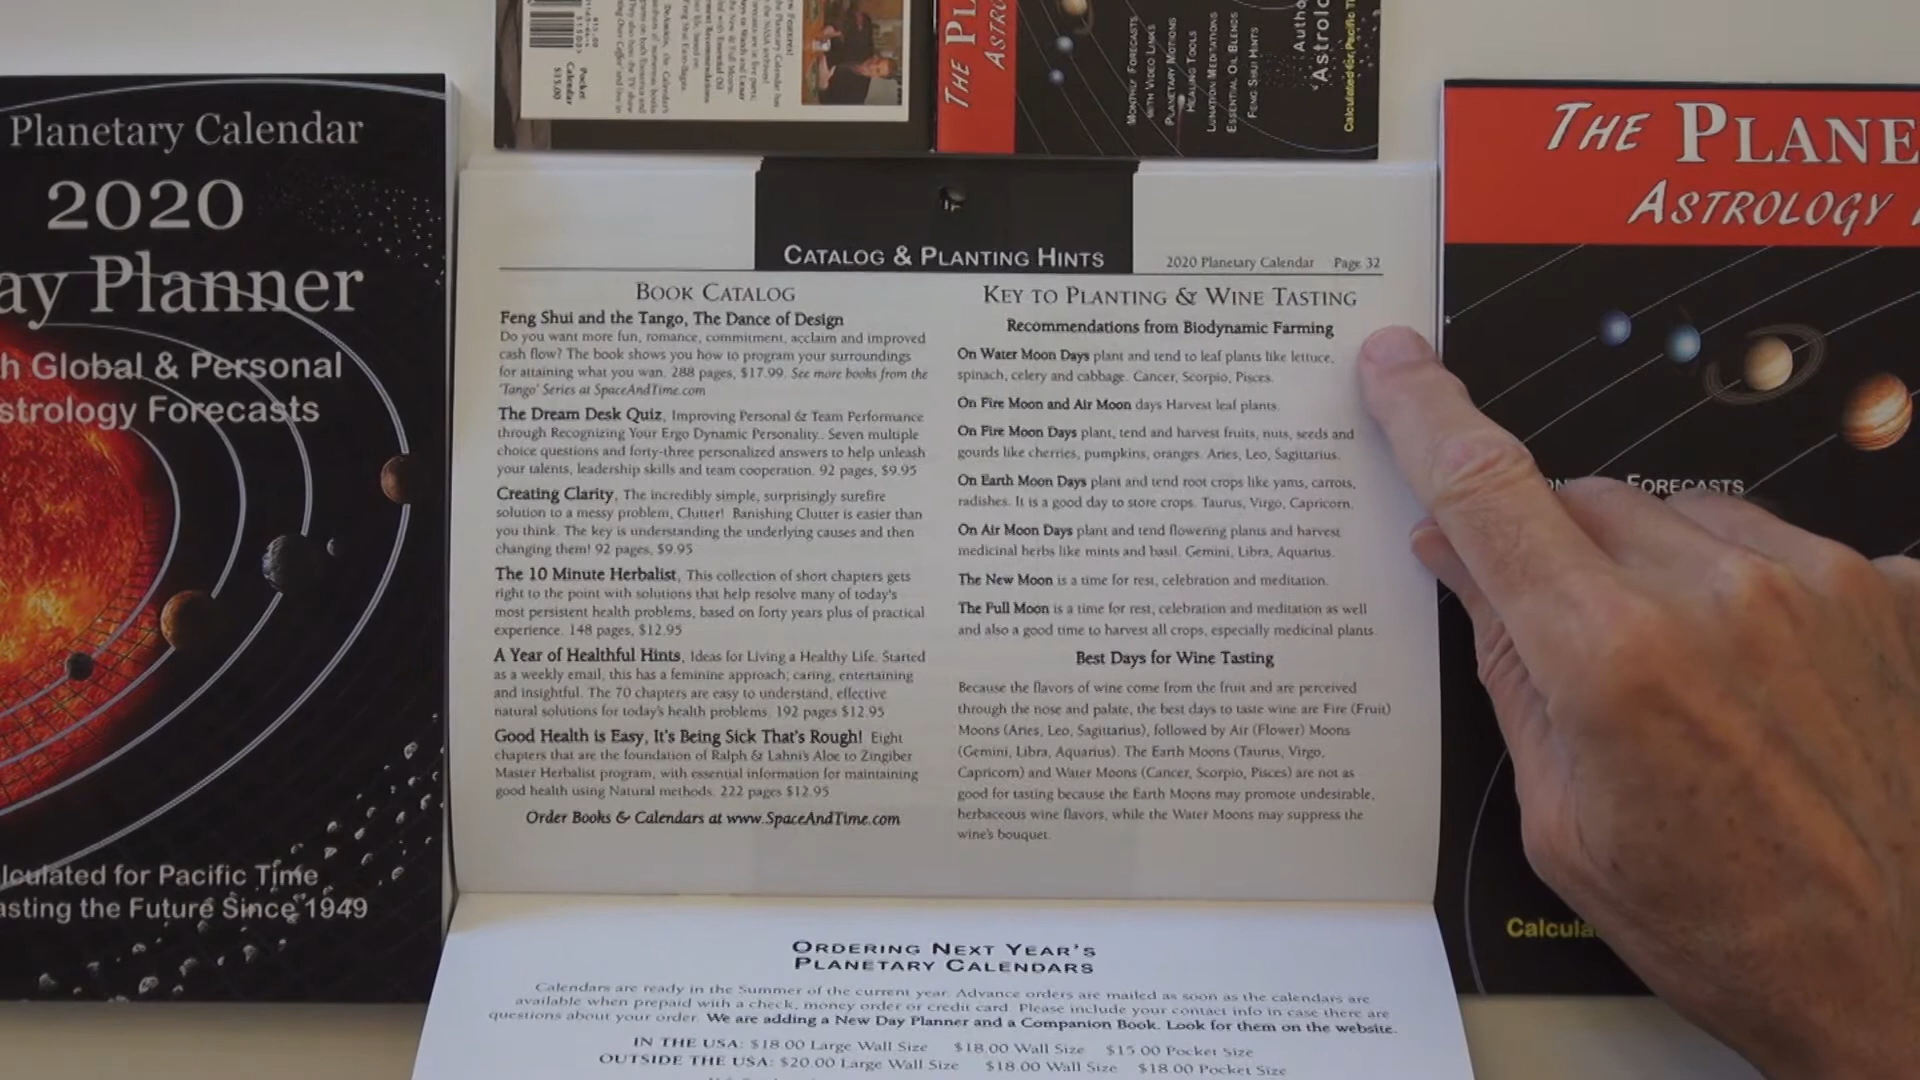 Planetary Calendar
2020
ay Planner
h Global & Personal
strology Forecasts
lculated for Pacific Time
asting the Future Since 1949
Pocket
Calendar
$15.00
THE PL
ASTRO
MONTHLY FORECASTS
WITH VIDEO LINKS
PLANETARY MOTIONS
HEALING TOOLS
LUNATION MEDITATIONS
ESSENTIAL OIL BLENDS
FENG SHUI HINTS
Autho
Astrolo
Calculated for Pacific T
CATALOG & PLANTING HINTS
2020 Planetary Calendar Page 32
BOOK CATALOG
Feng Shui and the Tango, The Dance of Design
Do you want more fun, romance, commitment, acclaim and improved
cash flow? The book shows you how to program your surroundings
for attaining what you want. 288 pages, $17.99. See more books from the
'Tango' Series at SpaceAndTime.com
The Dream Desk Quiz, Improving Personal & Team Performance
through Recognizing Your Ergo Dynamic Personality.. Seven multiple
choice questions and forty-three personalized answers to help unleash
your talents, leadership skills and team cooperation. 92 pages, $9.95
Creating Clarity, The incredibly simple, surprisingly surefire
solution to a messy problem, Clutter! Banishing Clutter is easier than
you think. The key is understanding the underlying causes and then
changing them! 92 pages, $9.95
The 10 Minute Herbalist, This collection of short chapters gets
right to the point with solutions that help resolve many of today's
most persistent health problems, based on forty years plus of practical
experience. 148 pages, $12.95
A Year of Healthful Hints, Ideas for Living a Healthy Life. Started
as a weekly email, this has a feminine approach; caring, entertaining
and insightful. The 70 chapters are easy to understand, effective
natural solutions for today's health problems. 192 pages $12.95
Good Health is Easy, It's Being Sick That's Rough! Eight
chapters that are the foundation of Ralph & Lahni's Aloe to Zingiber
Master Herbalist program, with essential information for maintaining
good health using Natural methods. 222 pages $12.95
Order Books & Calendars at www.SpaceAndTime.com
KEY TO PLANTING & WINE TASTING
Recommendations from Biodynamic Farming
On Water Moon Days plant and tend to leaf plants like lettuce,
spinach, celery and cabbage. Cancer, Scorpio, Pisces.
On Fire Moon and Air Moon days Harvest leaf plants.
On Fire Moon Days plant, tend and harvest fruits, nuts, seeds and
gourds like cherries, pumpkins, oranges. Aries, Leo, Sagittarius.
On Earth Moon Days plant and tend root crops like yams, carrots,
radishes. It is a good day to store crops. Taurus, Virgo, Capricorn.
On Air Moon Days plant and tend flowering plants and harvest
medicinal herbs like mints and basil. Gemini, Libra, Aquarius.
The New Moon is a time for rest, celebration and meditation.
The Full Moon is a time for rest, celebration and meditation as well
and also a good time to harvest all crops, especially medicinal plants.
Best Days for Wine Tasting
Because the flavors of wine come from the fruit and are perceived
through the nose and palate, the best days to taste wine are Fire (Fruit)
Moons (Aries, Leo, Sagittarius), followed by Air (Flower) Moons
(Gemini, Libra, Aquarius). The Earth Moons (Taurus, Virgo,
Capricorn) and Water Moons (Cancer, Scorpio, Pisces) are not as
good for tasting because the Earth Moons may promote undesirable,
herbaceous wine flavors, while the Water Moons may suppress the
wine's bouquet.
ORDERING NEXT YEAR'S
PLANETARY CALENDARS
Calendars are ready in the Summer of the current year. Advance orders are mailed as soon as the calendars are
available when prepaid with a check, money order or credit card. Please include your contact info in case there are
questions about your order. We are adding a New Day Planner and a Companion Book. Look for them on the website.
IN THE USA: $18.00 Large Wall Size $18.00 Wall Size $15.00 Pocket Size
OUTSIDE THE USA: $20.00 Large Wall Size $18.00 Wall Size $18.00 Pocket Size
THE PLANE
ASTROLOGY
FORECASTS
Calcula